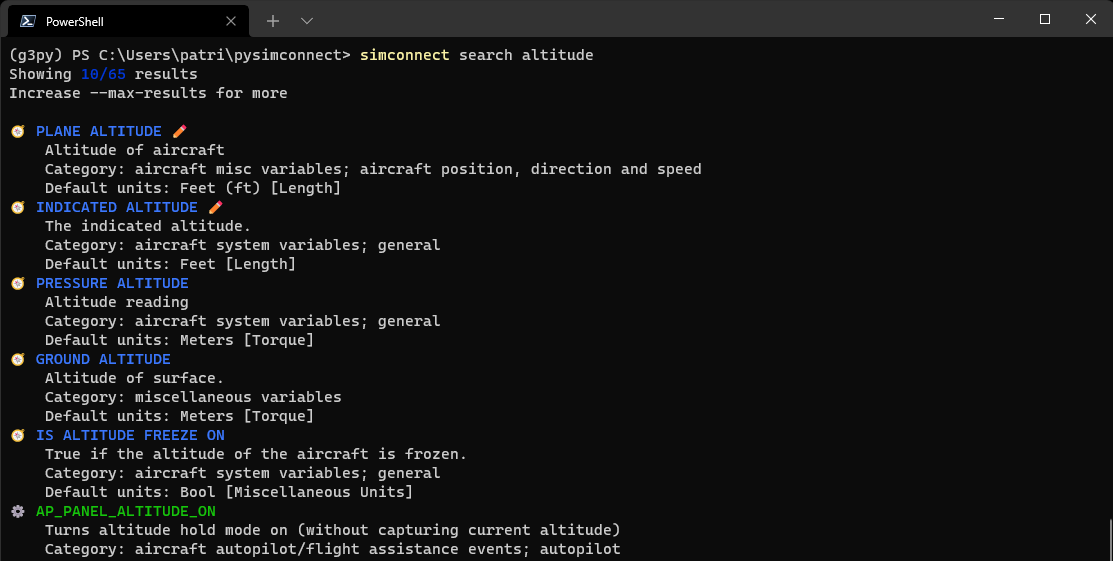 PowerShell
(g3py) PS C:\Users\patri\pysimconnect> simconnect search altitude
Showing 10/65 results
Increase --max-results for more
PLANE ALTITUDE
Altitude of aircraft
Category: aircraft misc variables; aircraft position, direction and speed
Default units: Feet (ft) [Length]
INDICATED ALTITUDE
The indicated altitude.
Category: aircraft system variables; general
Default units: Feet [Length]
PRESSURE ALTITUDE
Altitude reading
Category: aircraft system variables; general
Default units: Meters [Torque]
GROUND ALTITUDE
Altitude of surface.
Category: miscellaneous variables
Default units: Meters [Torque]
IS ALTITUDE FREEZE ON
True if the altitude of the aircraft is frozen.
Category: aircraft system variables; general
Default units: Bool [Miscellaneous Units]
AP_PANEL_ALTITUDE_ON
Turns altitude hold mode on (without capturing current altitude)
Category: aircraft autopilot/flight assistance events; autopilot